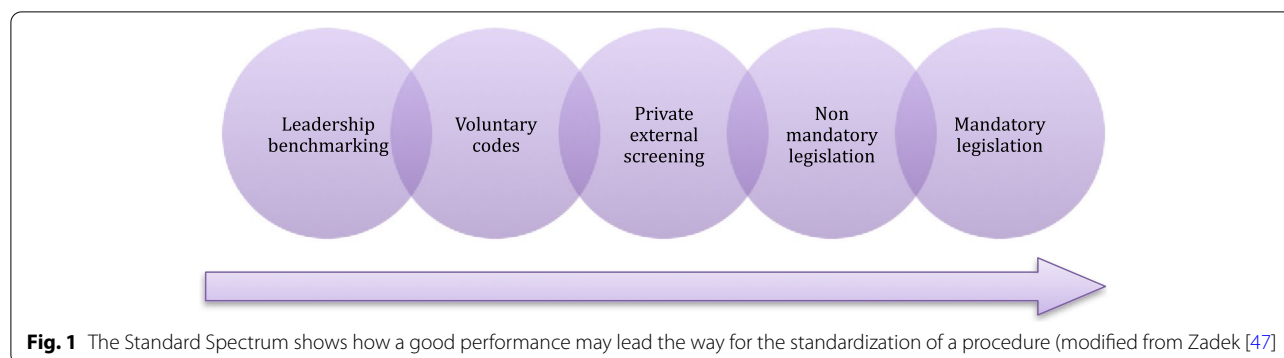 Leadership
benchmarking
Voluntary
codes
Private
external
screening
Non
mandatory
legislation
Mandatory
legislation
Fig. 1 The Standard Spectrum shows how a good performance may lead the way for the standardization of a procedure (modified from Zadek [47]